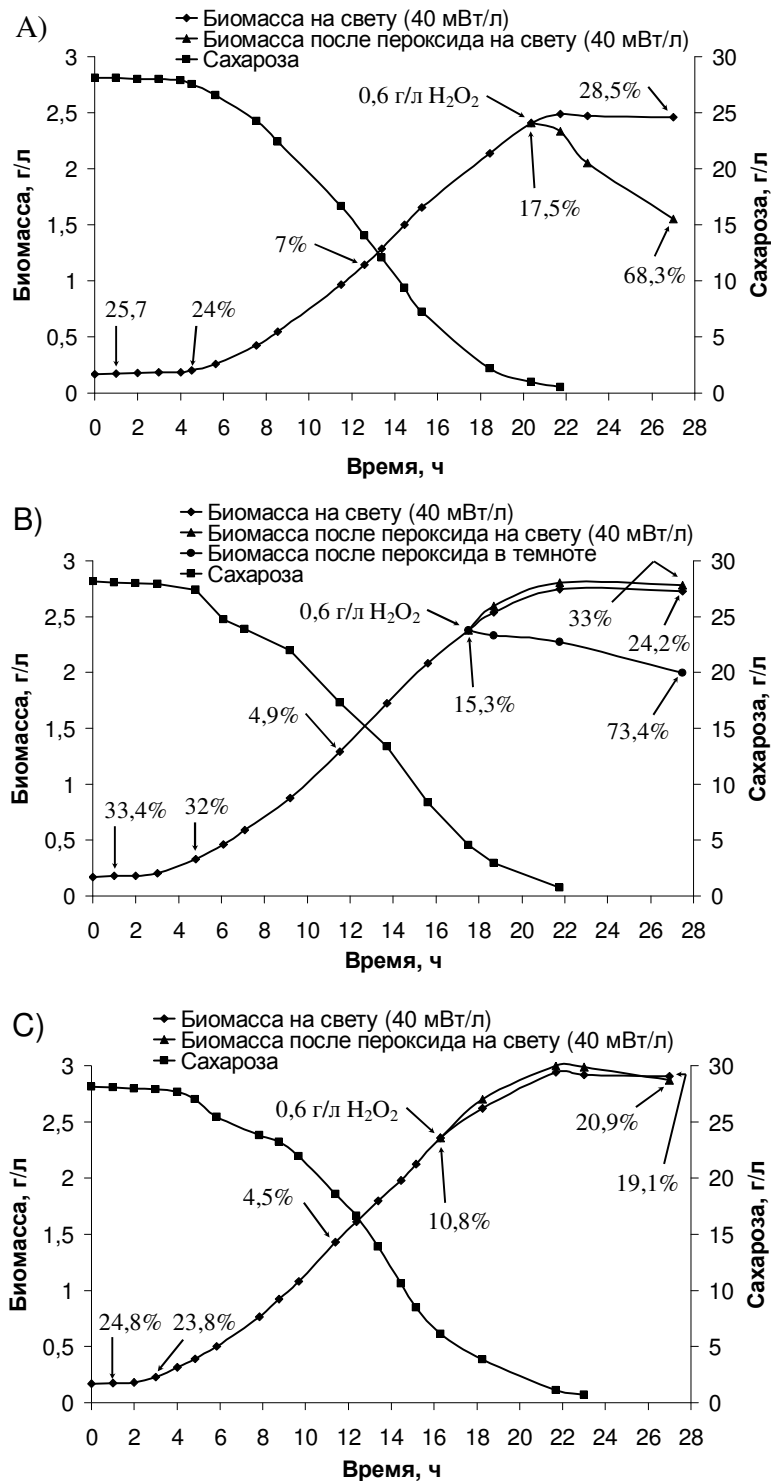 A)
Биомасса на свету (40 мВт/л)
Биомасса после пероксида на свету (40 мВт/л)
Сахароза
Биомасса, г/л
3
2,5
2
1,5
1
0,5
0
0,6 г/л H₂O₂
28,5%
17,5%
7%
68,3%
25,7
24%
30
25
20
15
10
5
0
Сахароза, г/л
0 2 4 6 8 10 12 14 16 18 20 22 24 26 28
Время, ч
B)
Биомасса на свету (40 мВт/л)
Биомасса после пероксида на свету (40 мВт/л)
Биомасса после пероксида в темноте
Сахароза
Биомасса, г/л
3
2,5
2
1,5
1
0,5
0
0,6 г/л H₂O₂
33%
24,2%
15,3%
4,9%
73,4%
33,4%
32%
30
25
20
15
10
5
0
Сахароза, г/л
0 2 4 6 8 10 12 14 16 18 20 22 24 26 28
Время, ч
C)
Биомасса на свету (40 мВт/л)
Биомасса после пероксида на свету (40 мВт/л)
Сахароза
Биомасса, г/л
3
2,5
2
1,5
1
0,5
0
0,6 г/л H₂O₂
20,9%
19,1%
4,5%
10,8%
24,8%
23,8%
30
25
20
15
10
5
0
Сахароза, г/л
0 2 4 6 8 10 12 14 16 18 20 22 24 26 28
Время, ч